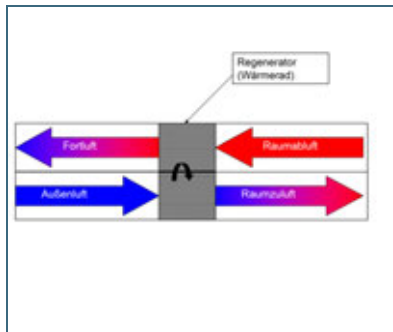 Regenerator
(Wärmerad)
Fortluft
Raumabluft
Außenluft
Raumzuluft